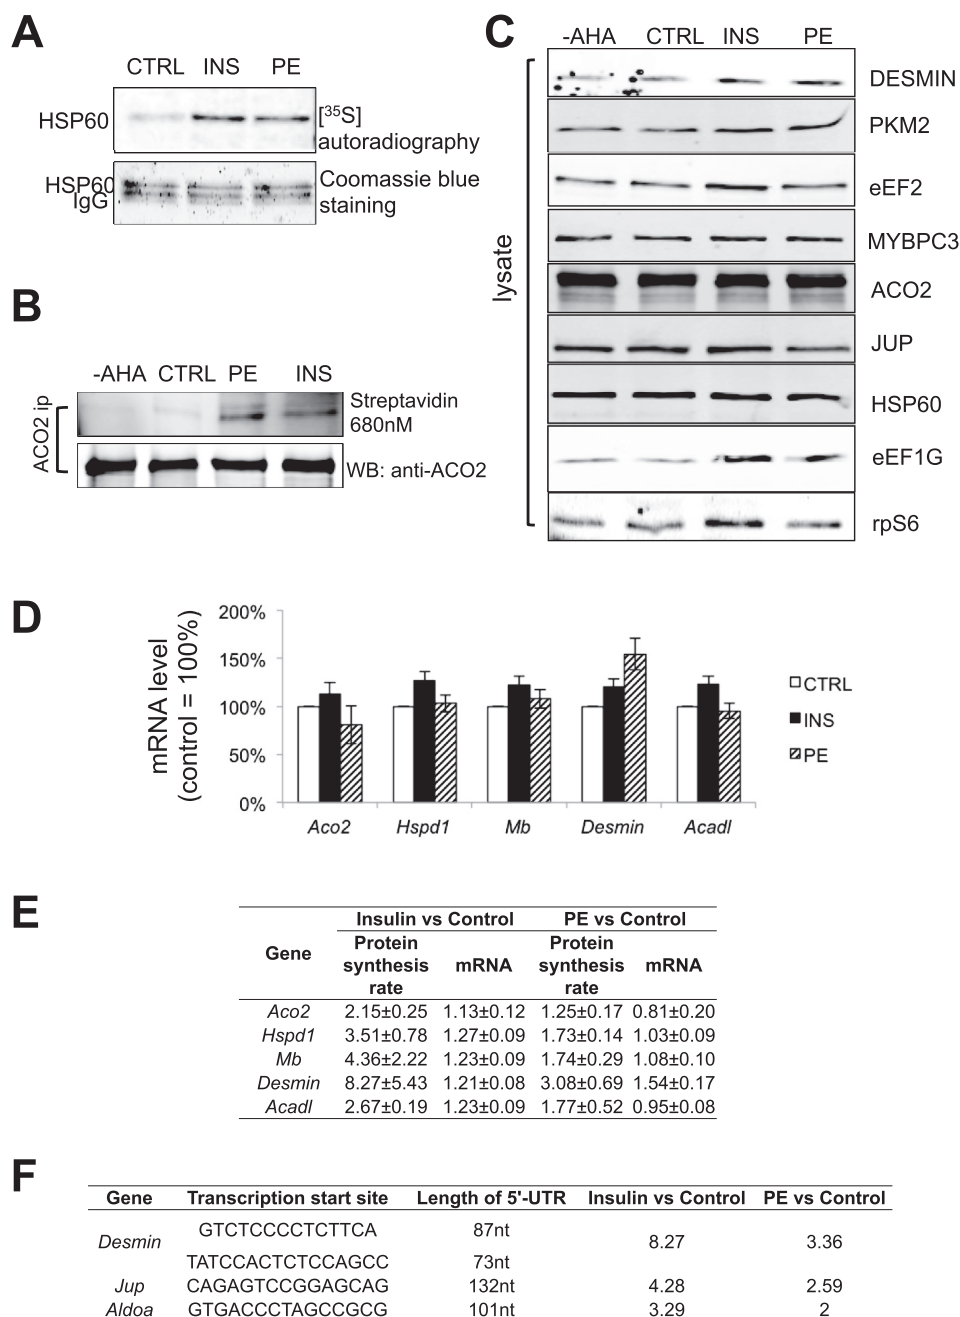 A
CTRL INS PE
HSP60
[35S]
autoradiography
HSP60
IgG
Coomassie blue
staining
B
-AHA CTRL PE INS
ACO2 ip
Streptavidin
680nM
WB: anti-ACO2
C
-AHA CTRL INS PE
lysate
DESMIN
PKM2
eEF2
MYBPC3
ACO2
JUP
HSP60
eEF1G
rpS6
D
mRNA level
(control = 100%)
200%
150%
100%
50%
0%
Aco2 Hspd1 Mb Desmin Acadl
CTRL
INS
PE
E
Insulin vs Control PE vs Control
Gene
Protein synthesis rate mRNA Protein synthesis rate mRNA
Aco2 2.15±0.25 1.13±0.12 1.25±0.17 0.81±0.20
Hspd1 3.51±0.78 1.27±0.09 1.73±0.14 1.03±0.09
Mb 4.36±2.22 1.23±0.09 1.74±0.29 1.08±0.10
Desmin 8.27±5.43 1.21±0.08 3.08±0.69 1.54±0.17
Acadl 2.67±0.19 1.23±0.09 1.77±0.52 0.95±0.08
F
Gene Transcription start site Length of 5'-UTR Insulin vs Control PE vs Control
Desmin GTCTCCCCTCTTCA 87nt 8.27 3.36
TATCCACTCTCCAGCC 73nt
Jup CAGAGTCCGGAGCAG 132nt 4.28 2.59
Aldoa GTGACCCTAGCCGCG 101nt 3.29 2